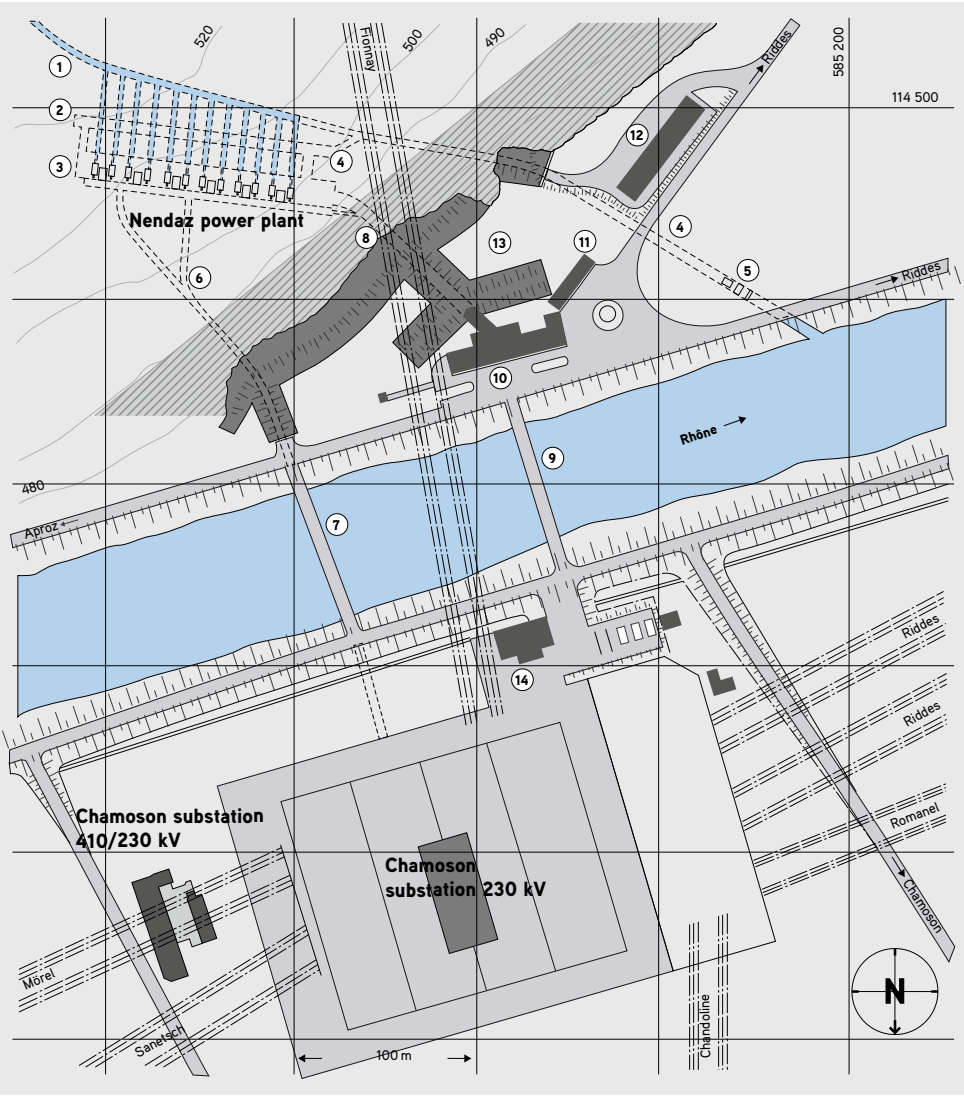 520
Fionnay
500
490
Riddes
585 200
114 500
1
2
3
4
12
Nendaz power plant
8
13
11
4
6
5
Riddes
10
Rhône
9
480
Aproz
7
14
Riddes
Riddes
Romanel
Chamoson
Chamoson substation
410/230 kV
Chamoson
substation 230 kV
Mörel
Sanetsch
Chandoline
N
100 m